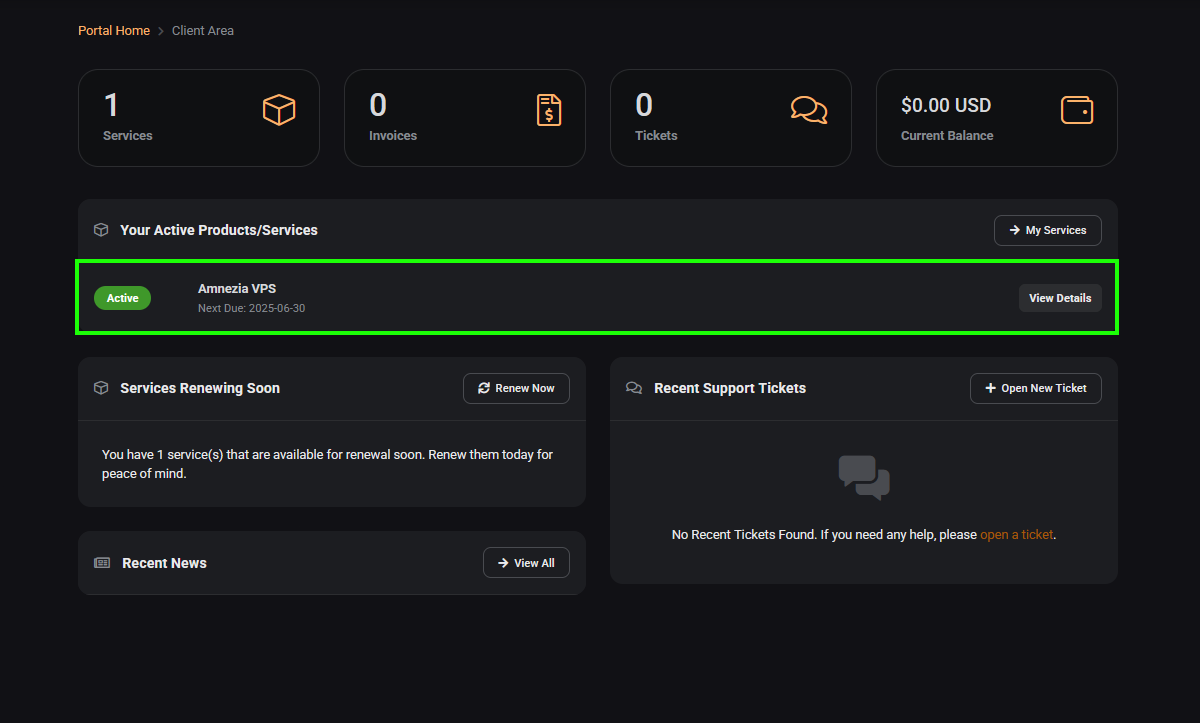 Portal Home > Client Area
1
Services
0
Invoices
0
Tickets
$0.00 USD
Current Balance
Your Active Products/Services
My Services
Active
Amnezia VPS
Next Due: 2025-06-30
View Details
Services Renewing Soon
Renew Now
You have 1 service(s) that are available for renewal soon. Renew them today for
peace of mind.
Recent Support Tickets
Open New Ticket
No Recent Tickets Found. If you need any help, please open a ticket.
Recent News
View All